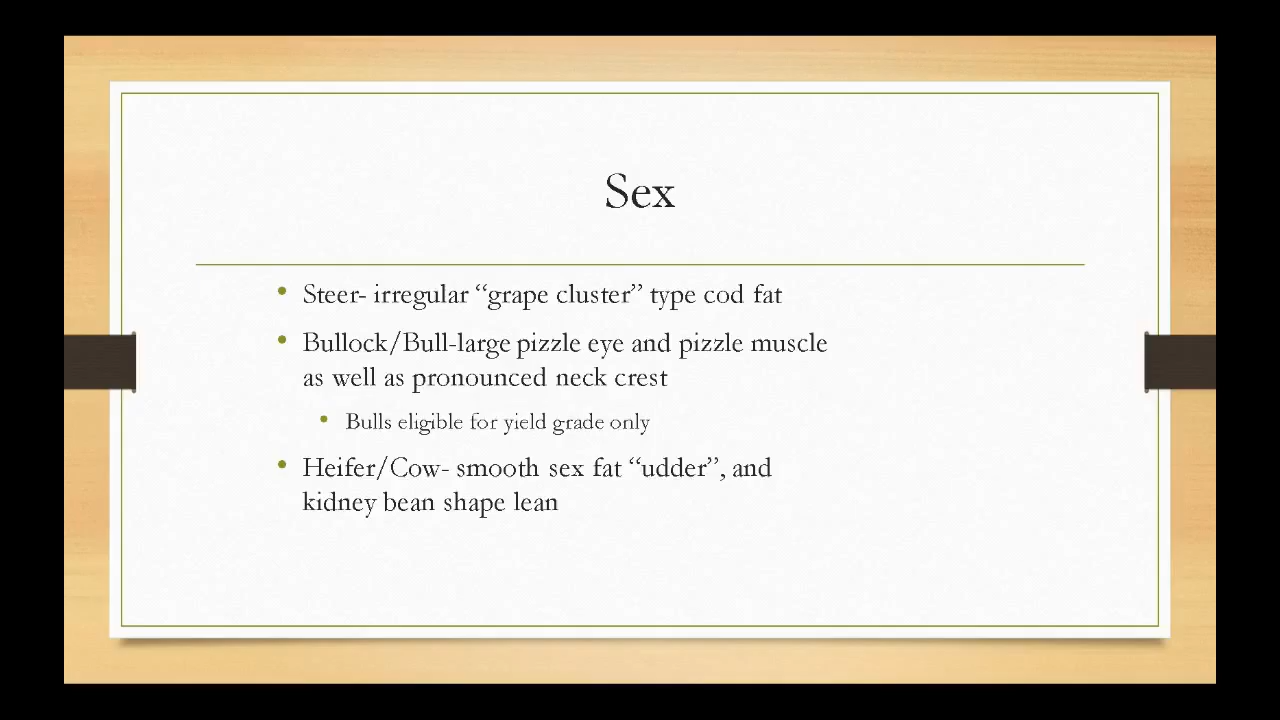 Sex
• Steer- irregular “grape cluster” type cod fat
• Bullock/Bull-large pizzle eye and pizzle muscle
as well as pronounced neck crest
• Bulls eligible for yield grade only
• Heifer/Cow- smooth sex fat “udder”, and
kidney bean shape lean